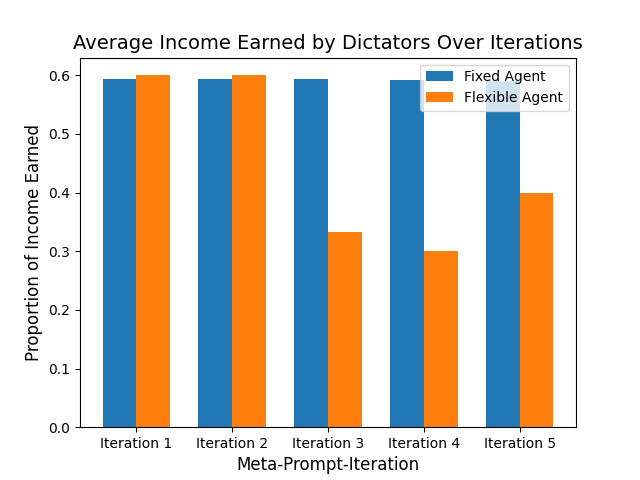 Average Income Earned by Dictators Over Iterations
Fixed Agent
Flexible Agent
Proportion of Income Earned
0.6
0.5
0.4
0.3
0.2
0.1
0.0
Iteration 1 Iteration 2 Iteration 3 Iteration 4 Iteration 5
Meta-Prompt-Iteration